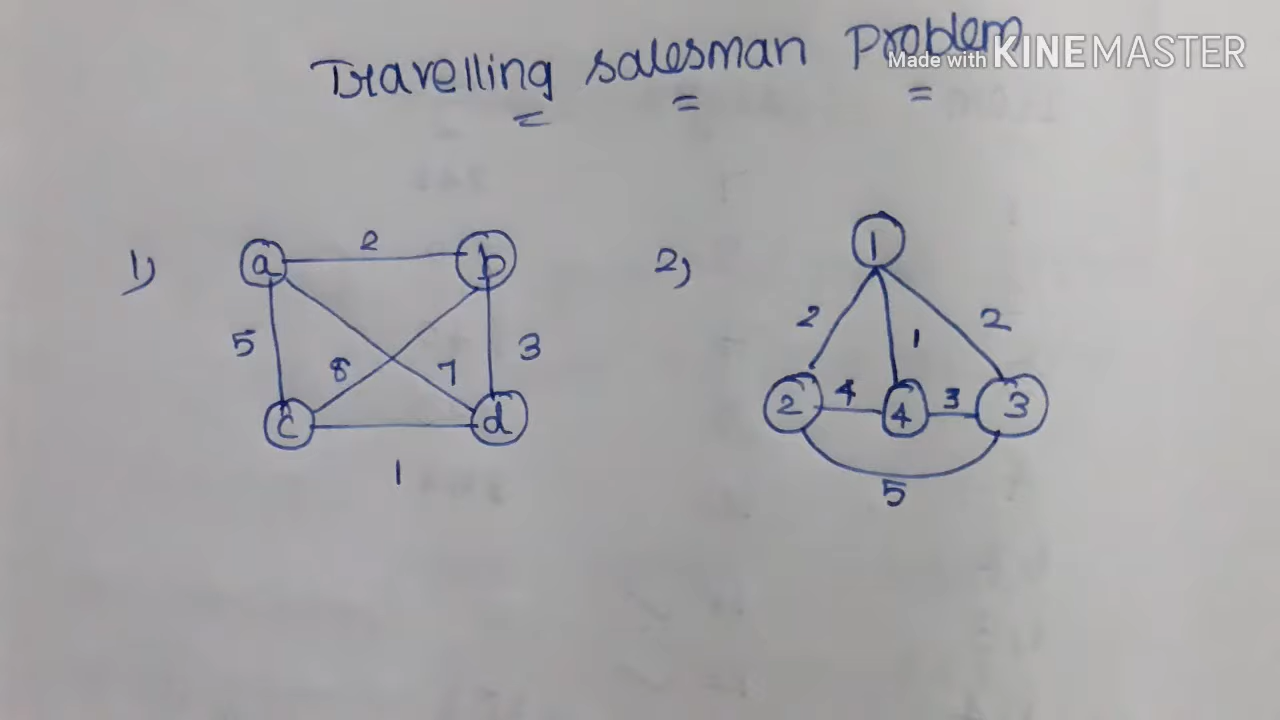 Travelling salesman Problem
Made with KINEMASTER
1) a 2 b
5 8 7 3
c d
1
2) 1
2 1 2
2 4 4 3 3
5